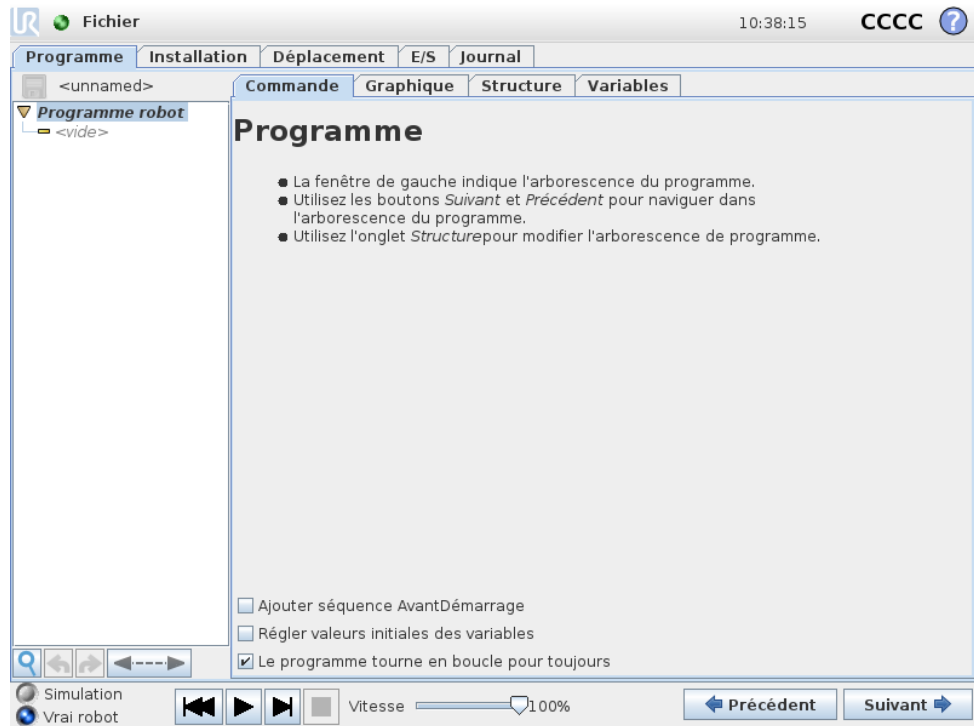 UR Fichier 10:38:15 CCCC ?
Programme Installation Déplacement E/S Journal
<unnamed> Commande Graphique Structure Variables
Programme robot
<vide>
Programme
La fenêtre de gauche indique l'arborescence du programme.
Utilisez les boutons Suivant et Précédent pour naviguer dans
l'arborescence du programme.
Utilisez l'onglet Structurepour modifier l'arborescence de programme.
Ajouter séquence AvantDémarrage
Régler valeurs initiales des variables
Le programme tourne en boucle pour toujours
Simulation
Vrai robot
Vitesse 100% Précédent Suivant